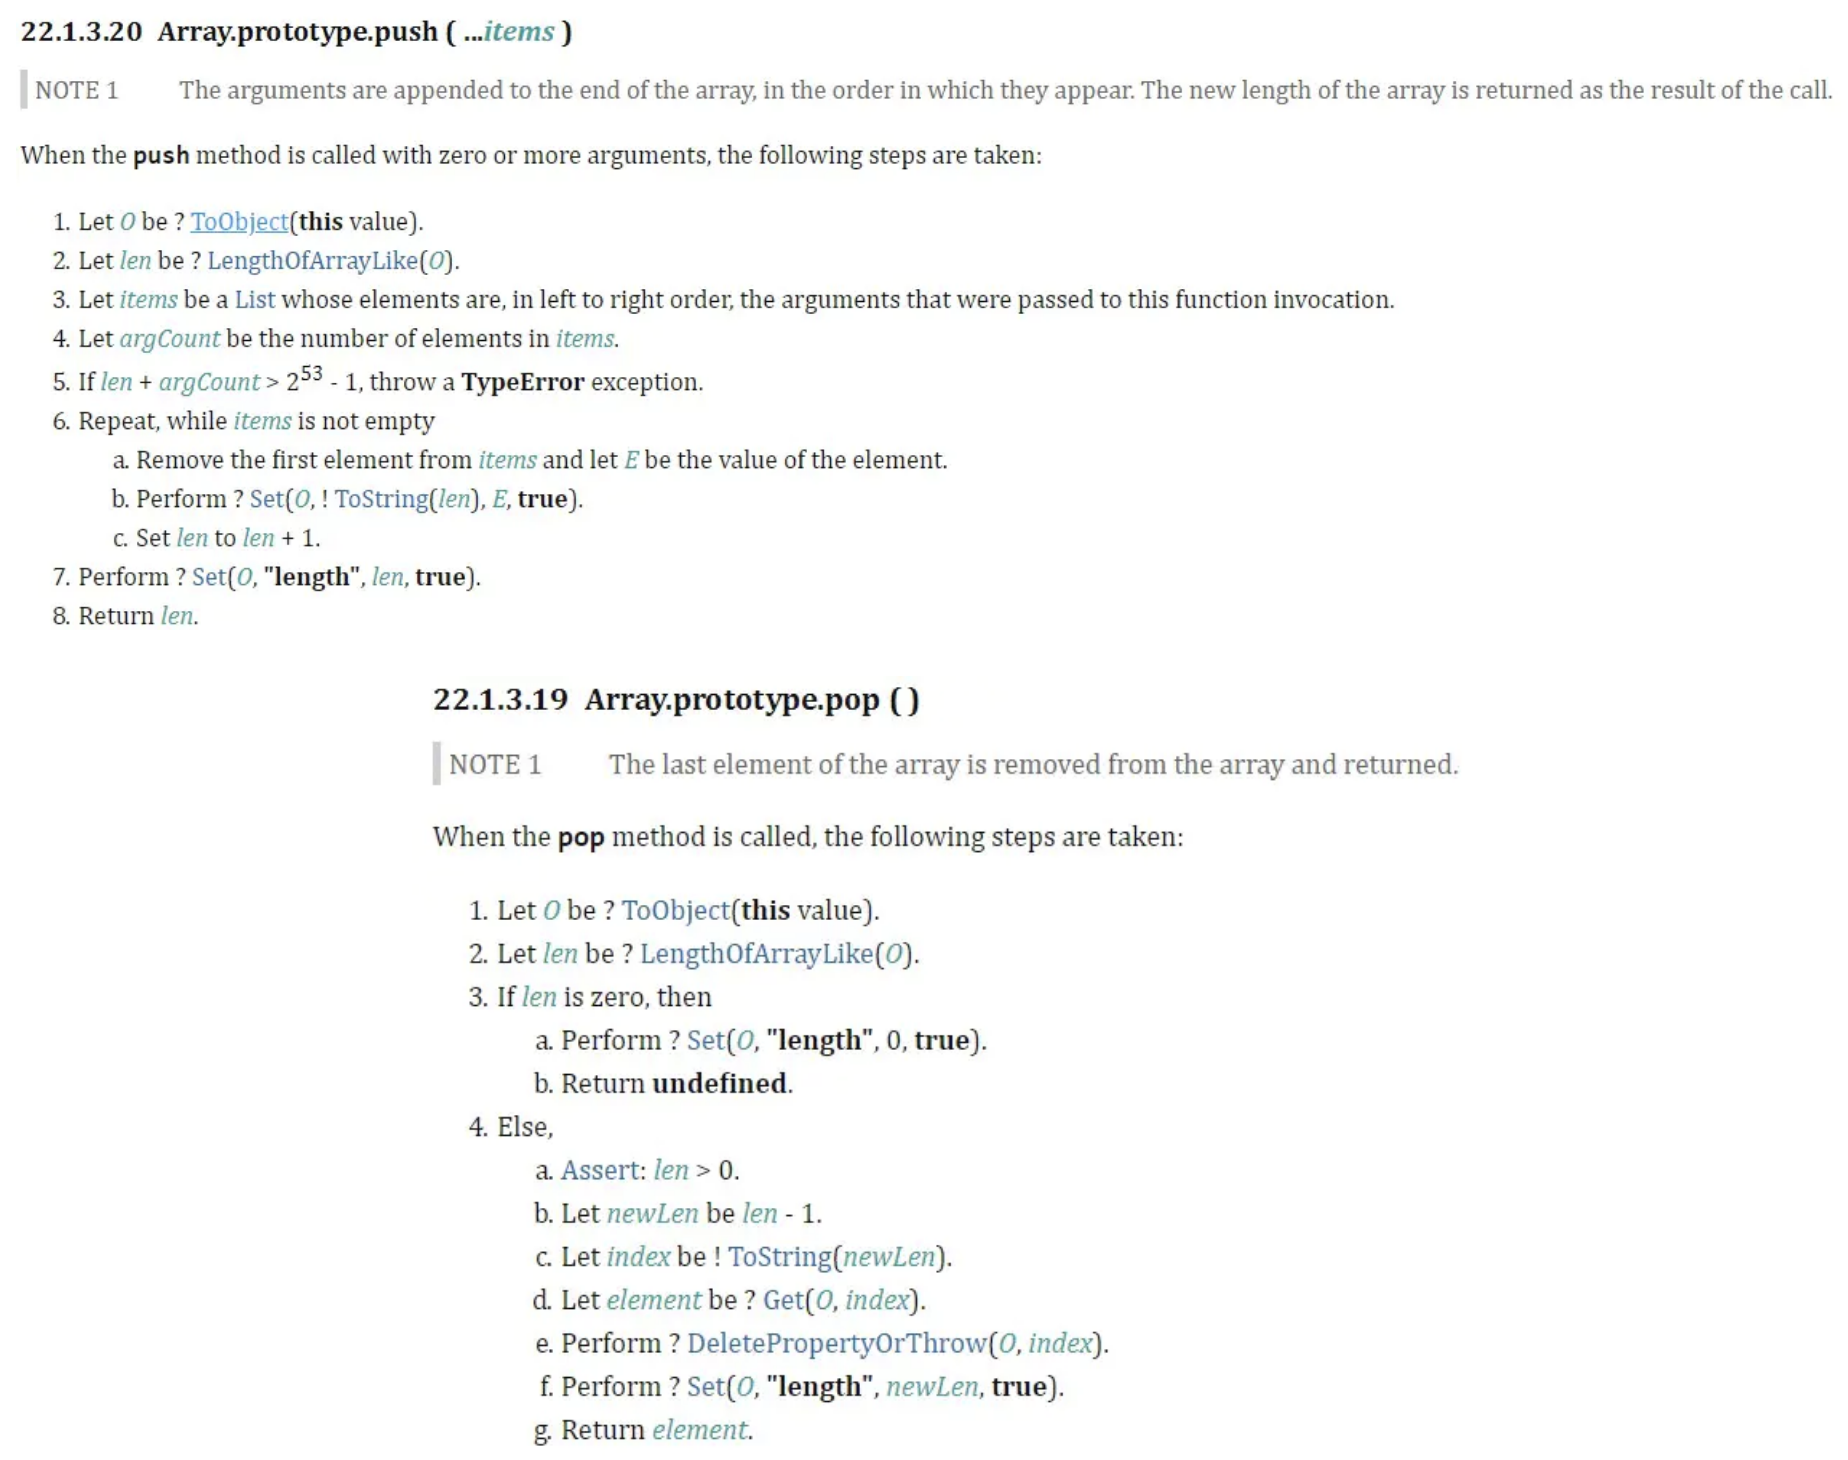 22.1.3.20 Array.prototype.push ( ...items )
NOTE 1 The arguments are appended to the end of the array, in the order in which they appear. The new length of the array is returned as the result of the call.
When the push method is called with zero or more arguments, the following steps are taken:
1. Let O be ? ToObject(this value).
2. Let len be ? LengthOfArrayLike(O).
3. Let items be a List whose elements are, in left to right order, the arguments that were passed to this function invocation.
4. Let argCount be the number of elements in items.
5. If len + argCount > 2^53 - 1, throw a TypeError exception.
6. Repeat, while items is not empty
a. Remove the first element from items and let E be the value of the element.
b. Perform ? Set(O, ! ToString(len), E, true).
c. Set len to len + 1.
7. Perform ? Set(O, "length", len, true).
8. Return len.
22.1.3.19 Array.prototype.pop ( )
NOTE 1 The last element of the array is removed from the array and returned.
When the pop method is called, the following steps are taken:
1. Let O be ? ToObject(this value).
2. Let len be ? LengthOfArrayLike(O).
3. If len is zero, then
a. Perform ? Set(O, "length", 0, true).
b. Return undefined.
4. Else,
a. Assert: len > 0.
b. Let newLen be len - 1.
c. Let index be ! ToString(newLen).
d. Let element be ? Get(O, index).
e. Perform ? DeletePropertyOrThrow(O, index).
f. Perform ? Set(O, "length", newLen, true).
g. Return element.